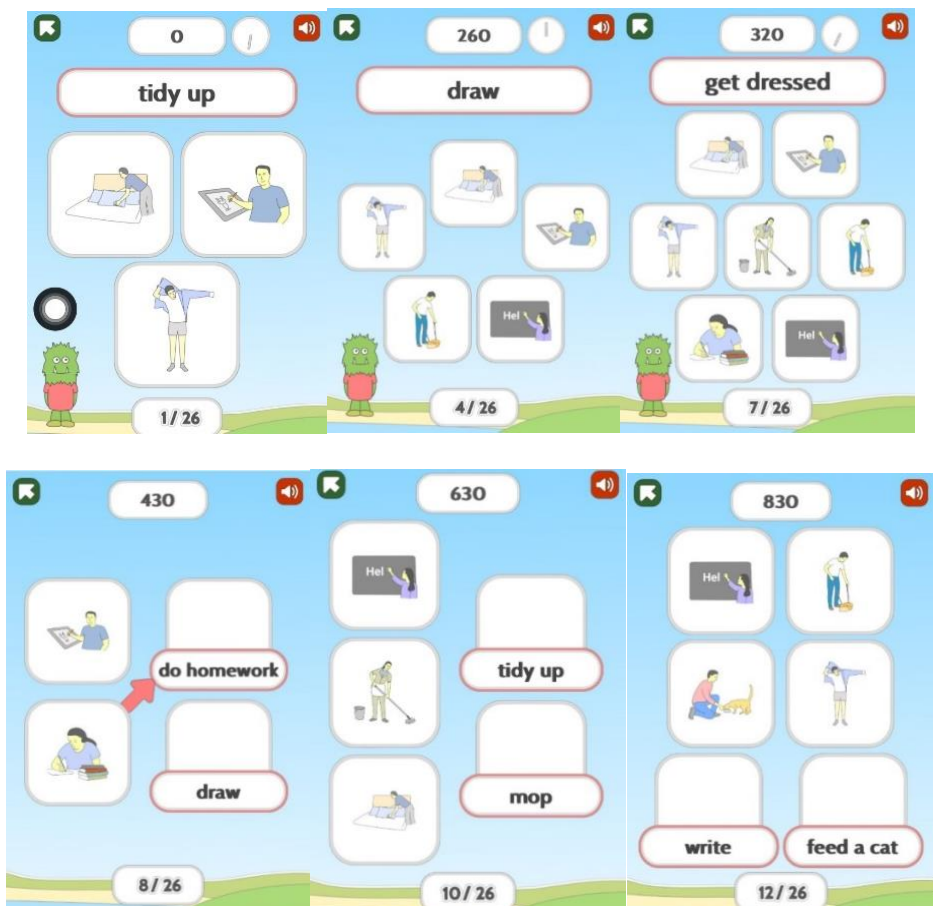 0
tidy up
1/26
260
draw
Hel
4/26
320
get dressed
Hel
7/26
430
do homework
draw
8/26
630
Hel
tidy up
mop
10/26
830
Hel
write
feed a cat
12/26